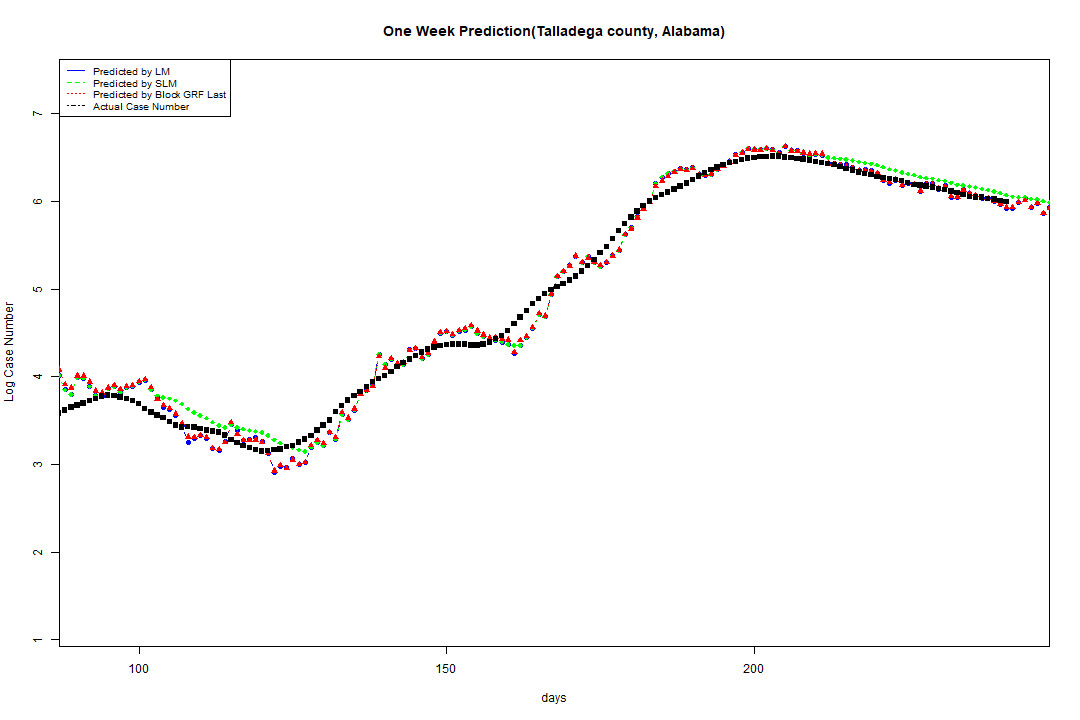 One Week Prediction(Talladega county, Alabama)
Predicted by LM
Predicted by SLM
Predicted by Block GRF Last
Actual Case Number
7
6
5
4
3
2
1
Log Case Number
100 150 200
days